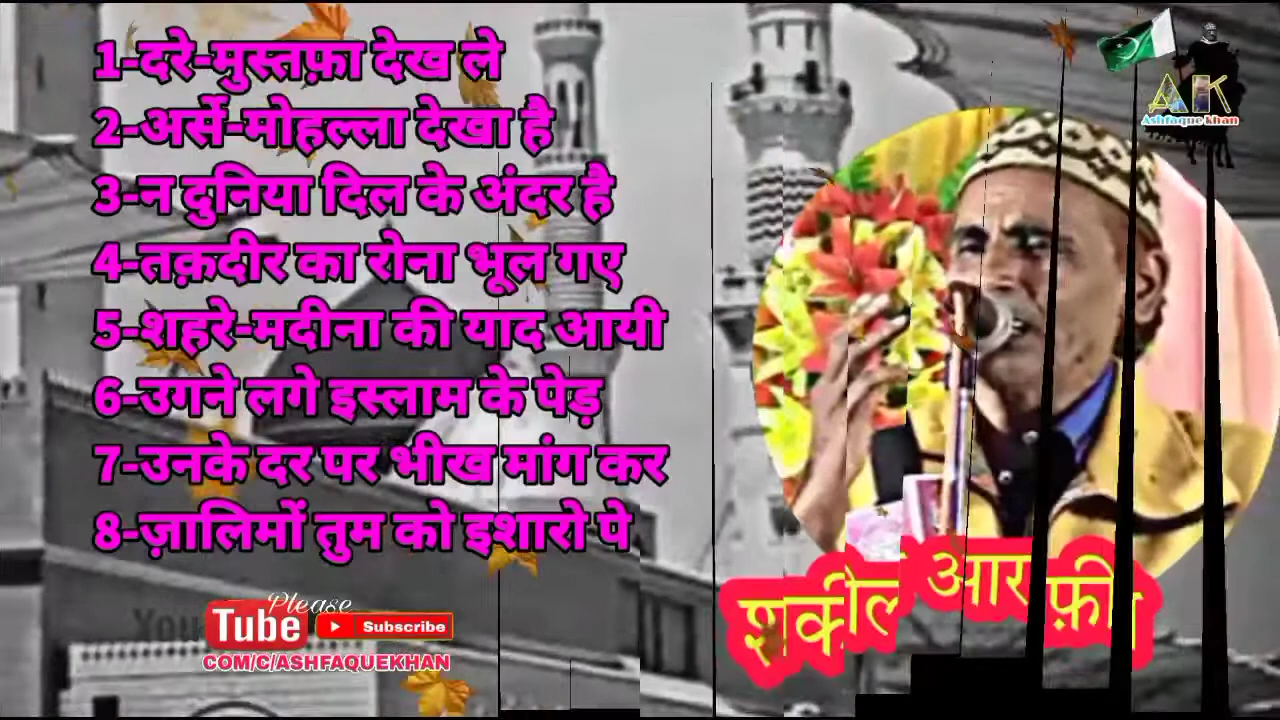 1-दरे-मुस्तफ़ा देख ले
2-अर्से-मोहल्ला देखा है
3-न दुनिया दिल के अंदर है
4-तक़दीर का रोना भूल गए
5-शहरे-मदीना की याद आयी
6-उगने लगे इस्लाम के पेड़
7-उनके दर पर भीख मांग कर
8-ज़ालिमों तुम को इशारो पे
AK
Ashfaque khan
शकील
Please
You Tube Subscribe
COM/C/ASHFAQUEKHAN